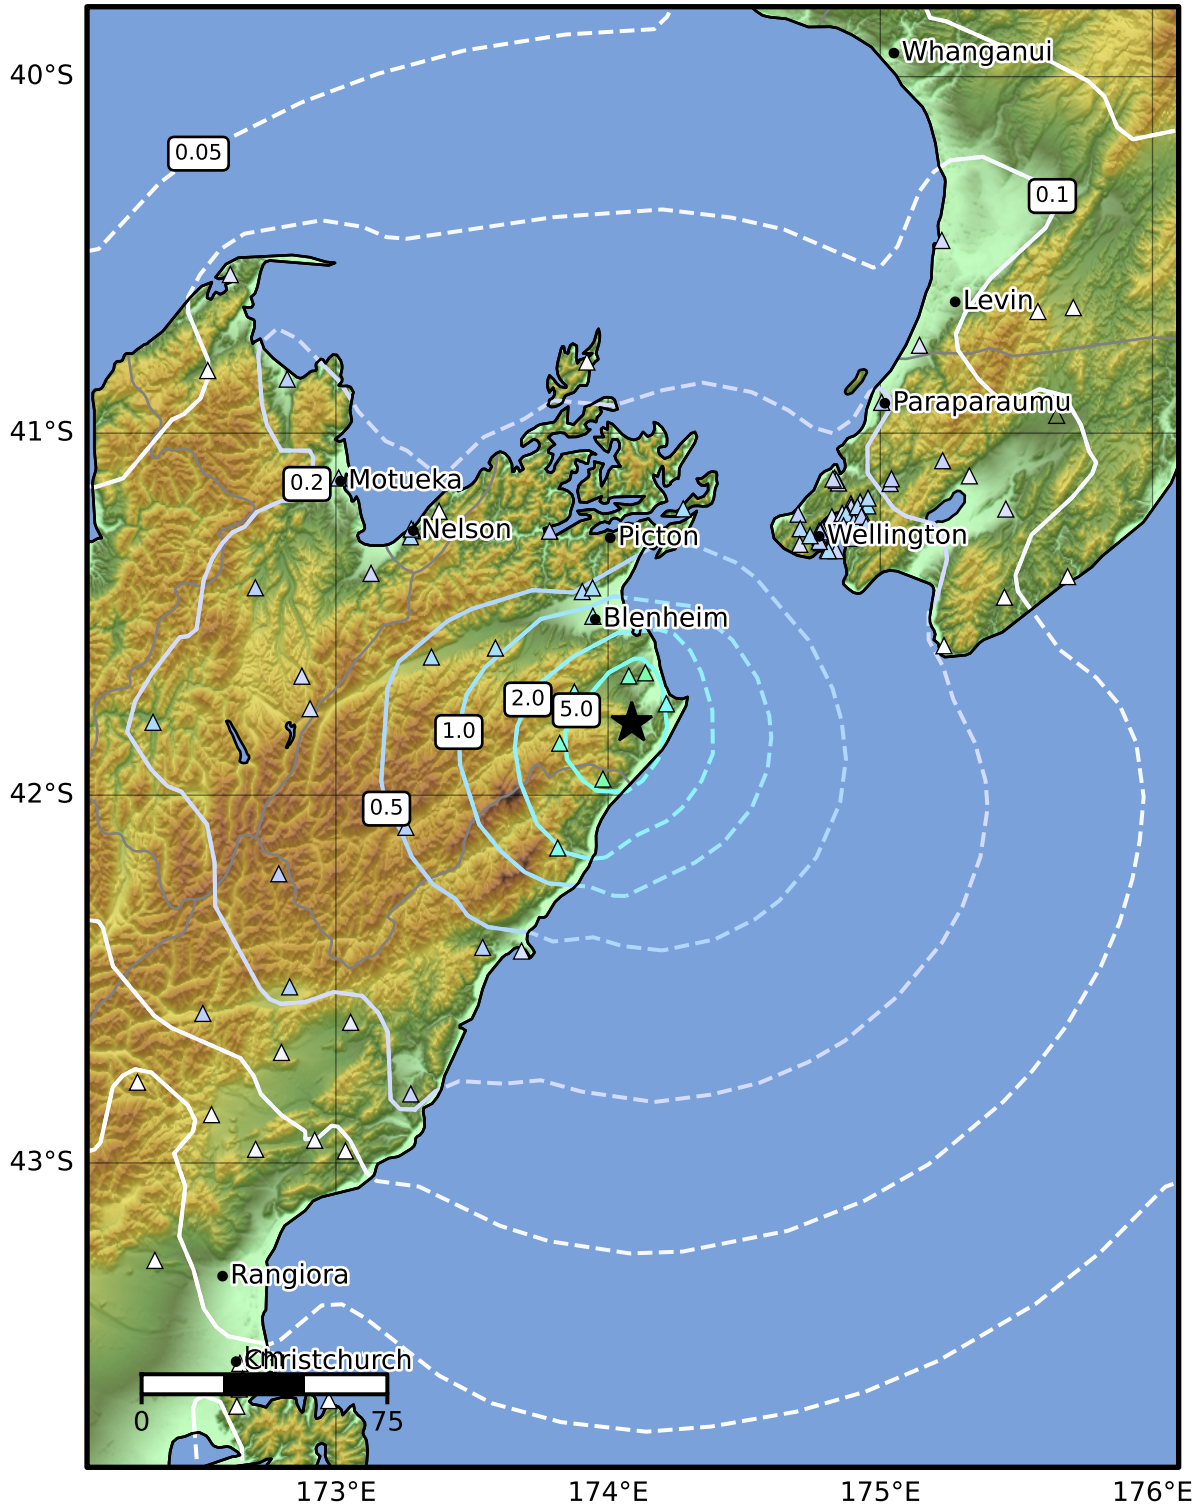 40°S
Whanganui
0.05
0.1
Levin
Paraparaumu
41°S
0.2
Motueka
Nelson
Picton
Wellington
Blenheim
2.0
5.0
1.0
42°S
0.5
43°S
Rangiora
km
Christchurch
0
75
173°E
174°E
175°E
176°E